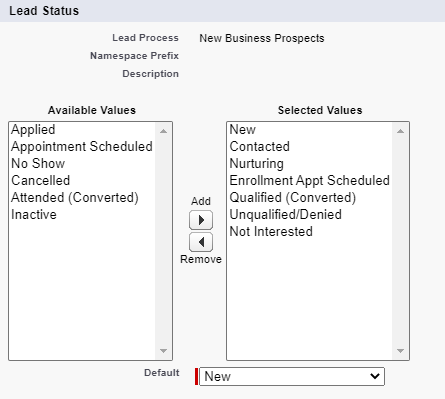 Lead Status
Lead Process New Business Prospects
Namespace Prefix
Description
Available Values
Applied
Appointment Scheduled
No Show
Cancelled
Attended (Converted)
Inactive
Add
Remove
Selected Values
New
Contacted
Nurturing
Enrollment Appt Scheduled
Qualified (Converted)
Unqualified/Denied
Not Interested
Default New